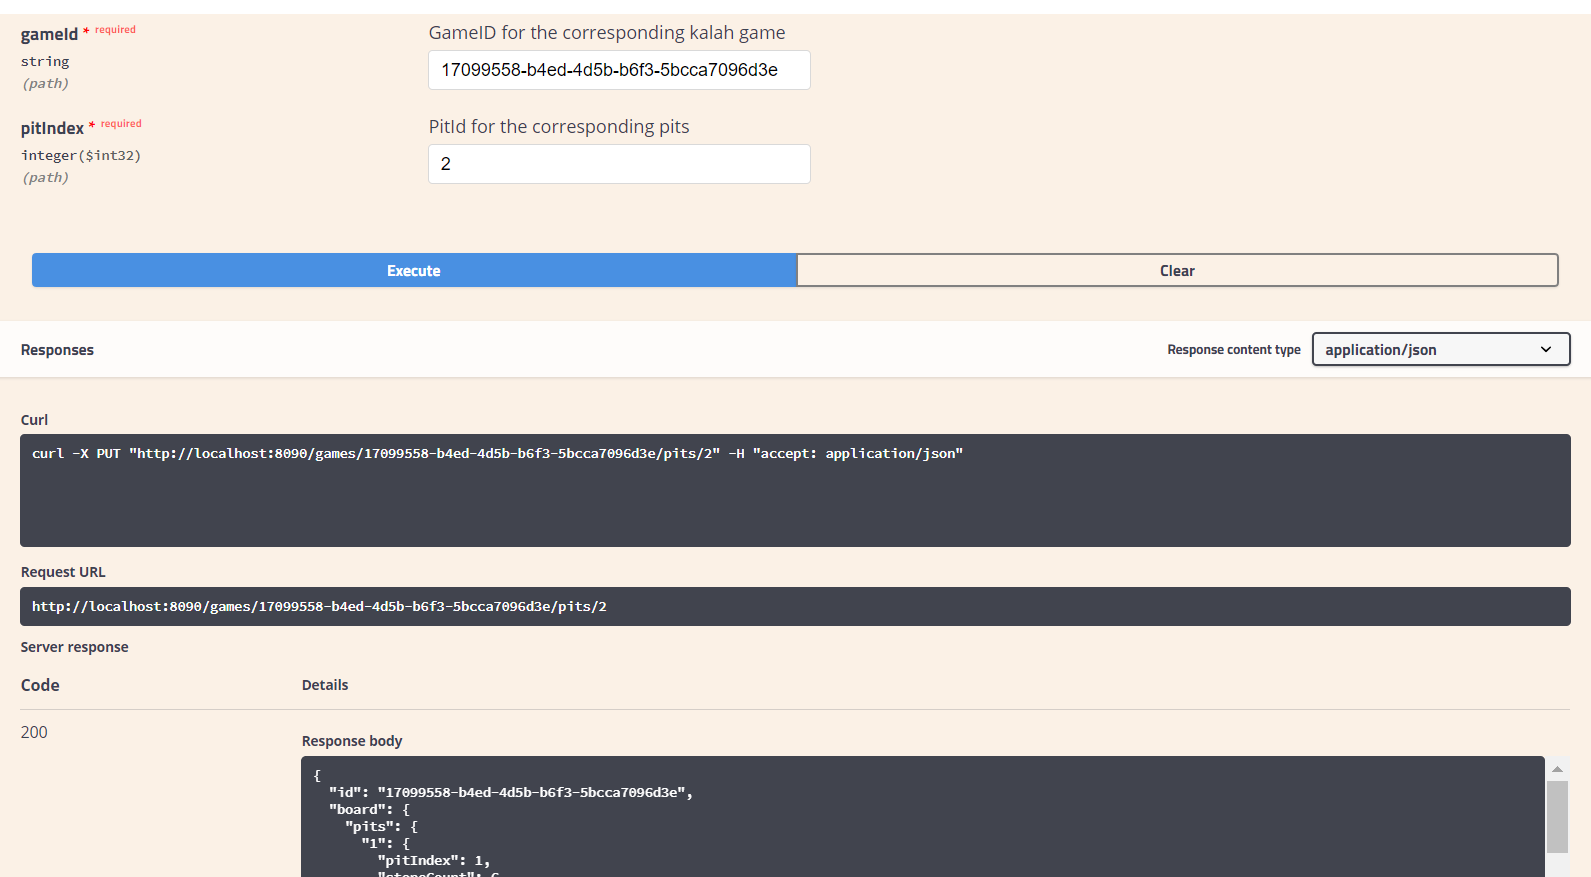 gameId * required
GameID for the corresponding kalah game
string
17099558-b4ed-4d5b-b6f3-5bcca7096d3e
(path)
pitIndex * required
PitId for the corresponding pits
integer($int32)
2
(path)
Execute
Clear
Responses
Response content type
application/json
Curl
curl -X PUT "http://localhost:8090/games/17099558-b4ed-4d5b-b6f3-5bcca7096d3e/pits/2" -H "accept: application/json"
Request URL
http://localhost:8090/games/17099558-b4ed-4d5b-b6f3-5bcca7096d3e/pits/2
Server response
Code
Details
200
Response body
{
"id": "17099558-b4ed-4d5b-b6f3-5bcca7096d3e",
"board": {
"pits": {
"1": {
"pitIndex": 1,